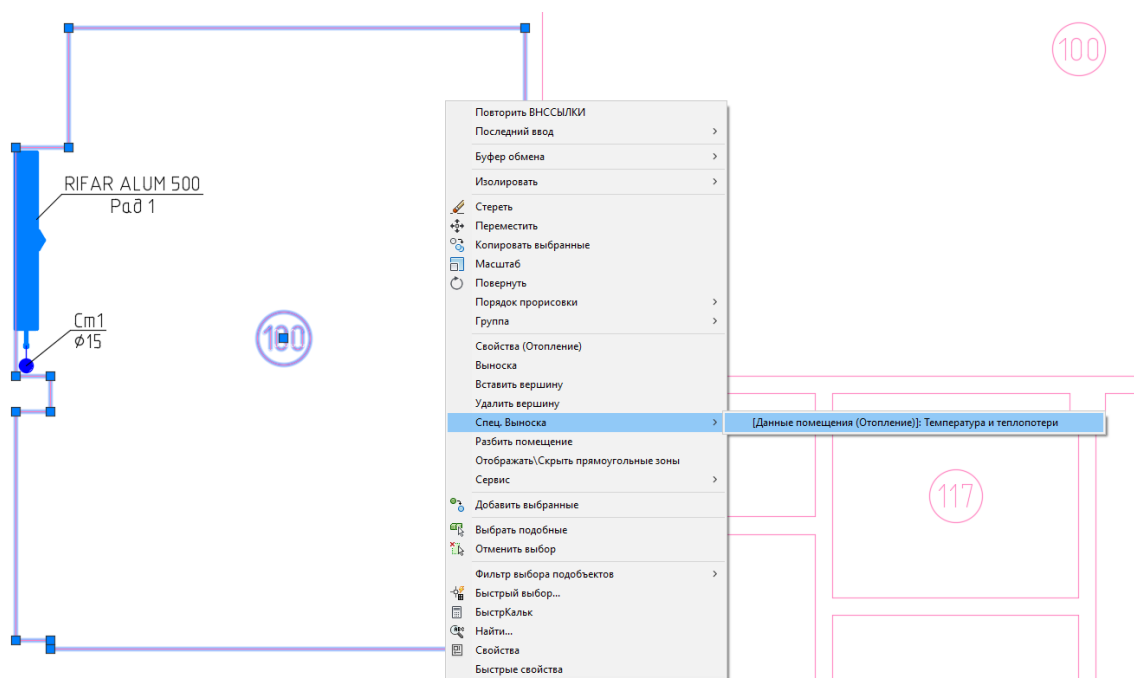 100
RIFAR ALUM 500
Рад 1
Ст1
ϕ15
100
Повторить ВНССЫЛКИ
Последний ввод
Буфер обмена
Изолировать
Стереть
Переместить
Копировать выбранные
Масштаб
Повернуть
Порядок прорисовки
Группа
Свойства (Отопление)
Выноска
Вставить вершину
Удалить вершину
Спец. Выноска
[Данные помещения (Отопление)]: Температура и теплопотери
Разбить помещение
Отображать\Скрыть прямоугольные зоны
Сервис
Добавить выбранные
Выбрать подобные
Отменить выбор
Фильтр выбора подобъектов
Быстрый выбор...
БыстрКальк
Найти...
Свойства
Быстрые свойства
117